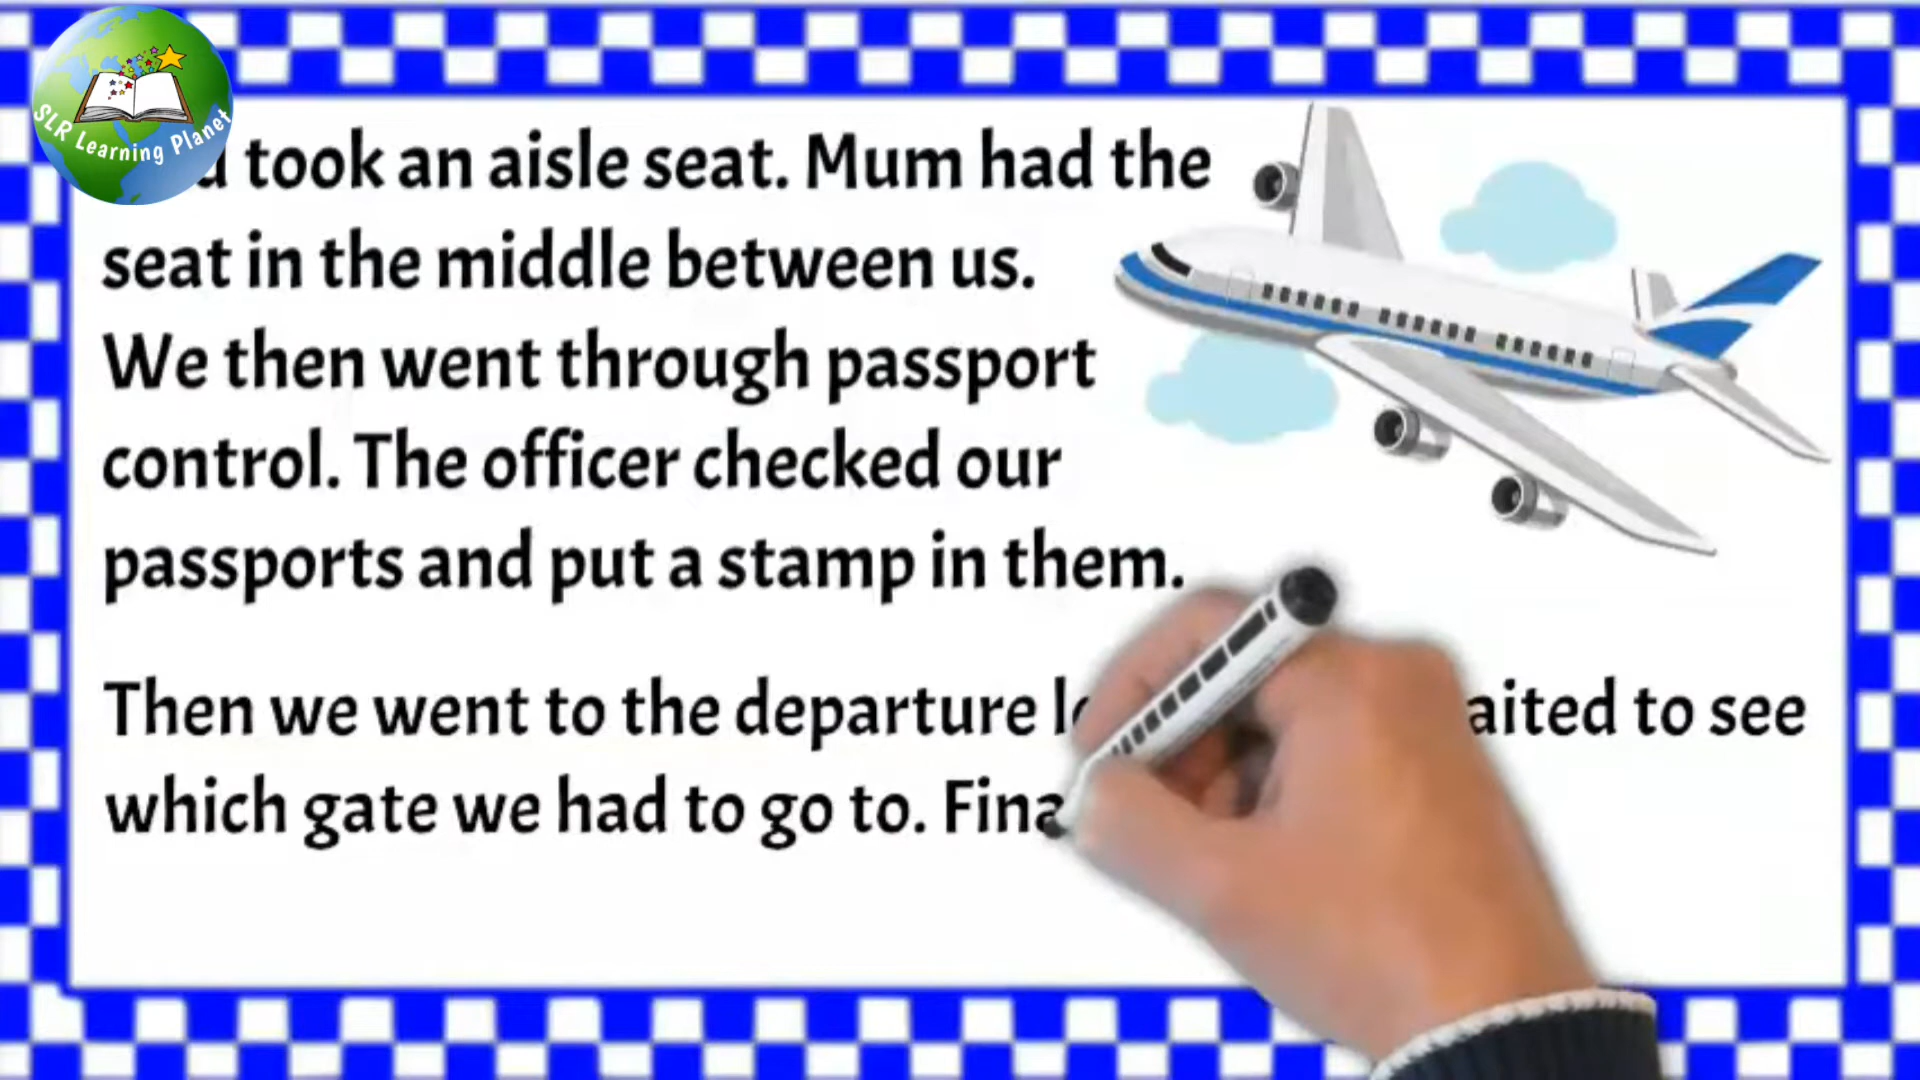 SLR Learning Planet
took an aisle seat. Mum had the
seat in the middle between us.
We then went through passport
control. The officer checked our
passports and put a stamp in them.
Then we went to the departure to see
which gate we had to go to.